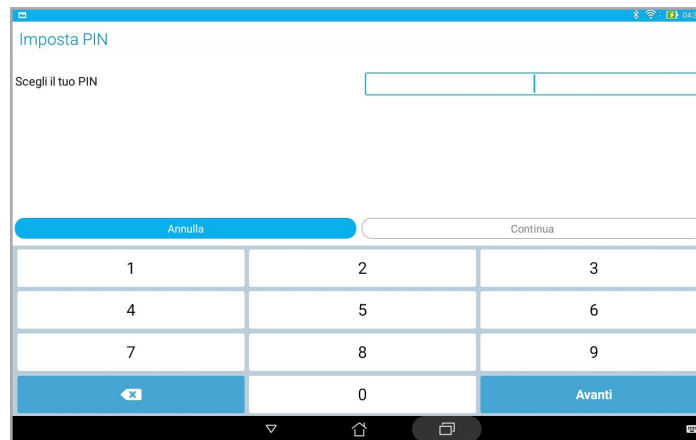 Imposta PIN
Scegli il tuo PIN
Annulla
Continua
1 2 3
4 5 6
7 8 9
0 Avanti